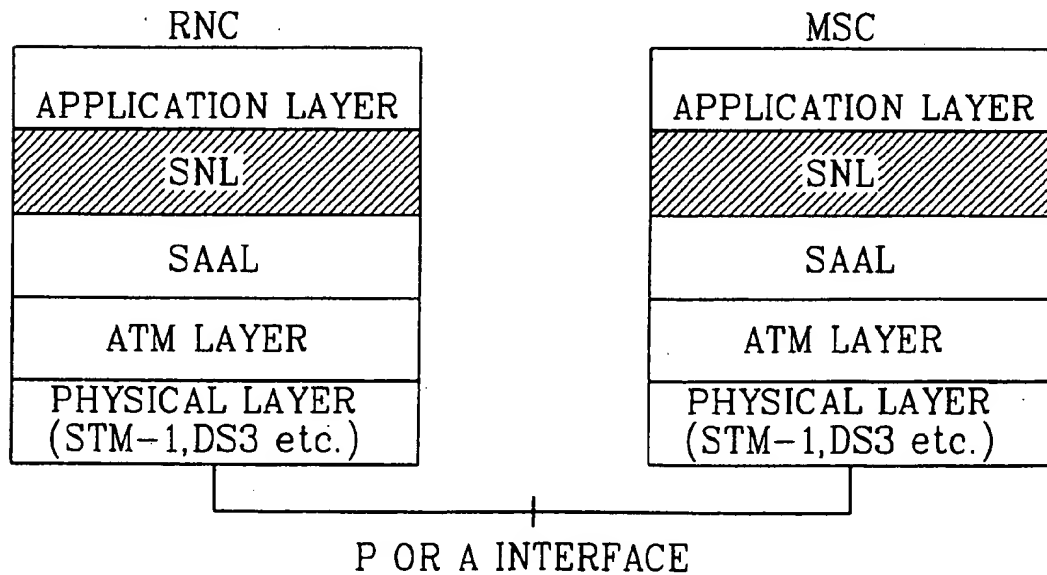 RNC
APPLICATION LAYER
SNL
SAAL
ATM LAYER
PHYSICAL LAYER
(STM-1,DS3 etc.)
MSC
APPLICATION LAYER
SNL
SAAL
ATM LAYER
PHYSICAL LAYER
(STM-1,DS3 etc.)
P OR A INTERFACE